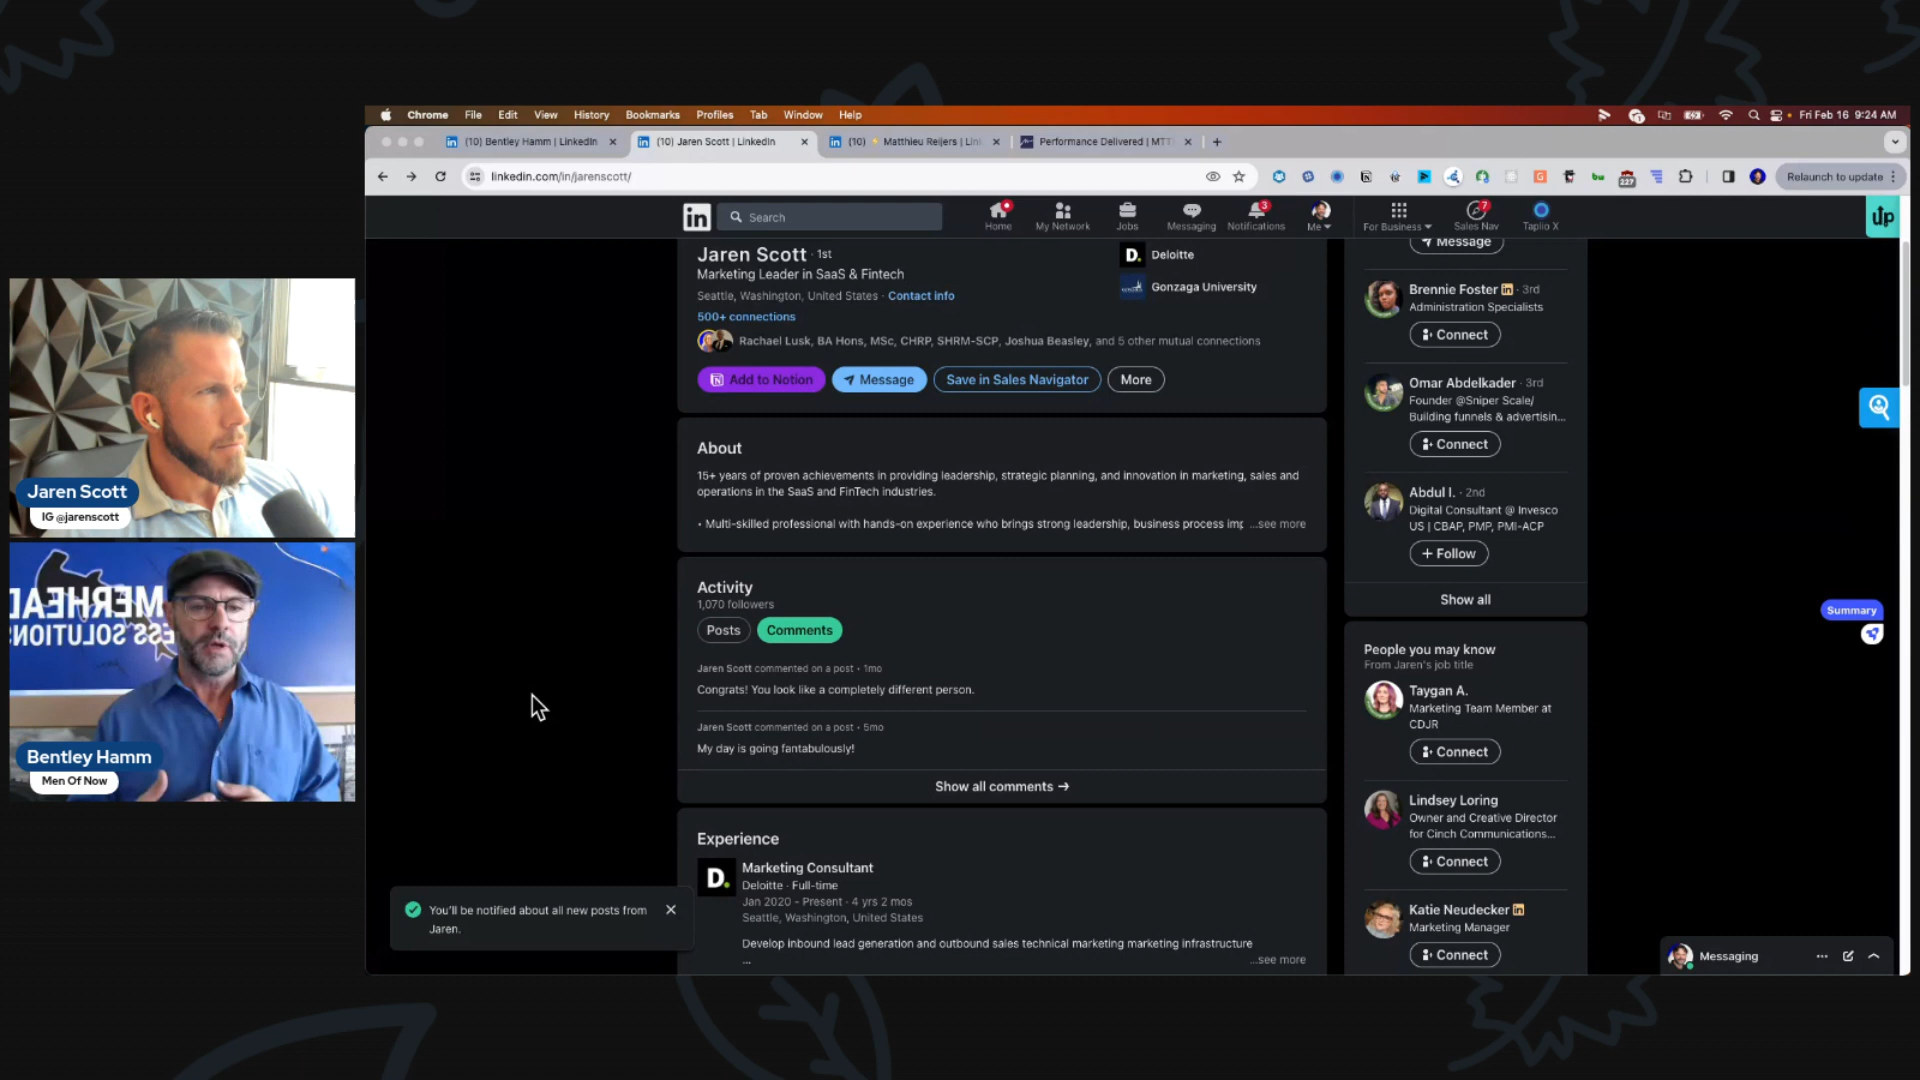 Chrome File Edit View History Bookmarks Profiles Tab Window Help
Fri Feb 16 9:24 AM
(10) Bentley Hamm | LinkedIn
(10) Jaren Scott | LinkedIn
(10) Matthieu Reijers | Lin
Performance Delivered | MTT
linkedin.com/in/jarenscott/
227
Relaunch to update
in
Search
Home
My Network
Jobs
Messaging
3
Notifications
Me
For Business
7
Sales Nav
Taplio X
up
Jaren Scott · 1st
Marketing Leader in SaaS & Fintech
Seattle, Washington, United States · Contact info
500+ connections
Rachael Lusk, BA Hons, MSc, CHRP, SHRM-SCP, Joshua Beasley, and 5 other mutual connections
Add to Notion
Message
Save in Sales Navigator
More
D. Deloitte
Gonzaga University
About
15+ years of proven achievements in providing leadership, strategic planning, and innovation in marketing, sales and
operations in the SaaS and FinTech industries.
• Multi-skilled professional with hands-on experience who brings strong leadership, business process imp ...see more
Activity
1,070 followers
Posts
Comments
Jaren Scott commented on a post • 1mo
Congrats! You look like a completely different person.
Jaren Scott commented on a post • 5mo
My day is going fantabulously!
Show all comments →
Experience
D.
Marketing Consultant
Deloitte · Full-time
Jan 2020 - Present · 4 yrs 2 mos
Seattle, Washington, United States
Develop inbound lead generation and outbound sales technical marketing marketing infrastructure
...
...see more
Message
Brennie Foster in · 3rd
Administration Specialists
Connect
Omar Abdelkader · 3rd
Founder @Sniper Scale/
Building funnels & advertisin...
Connect
Abdul I. · 2nd
Digital Consultant @ Invesco
US | CBAP, PMP, PMI-ACP
+ Follow
Show all
People you may know
From Jaren's job title
Taygan A.
Marketing Team Member at
CDJR
Connect
Lindsey Loring
Owner and Creative Director
for Cinch Communications...
Connect
Katie Neudecker in
Marketing Manager
Connect
Summary
Messaging
You'll be notified about all new posts from
Jaren.
Jaren Scott
IG @jarenscott
MERHEAD
ESS SOLUTIONS
Bentley Hamm
Men Of Now